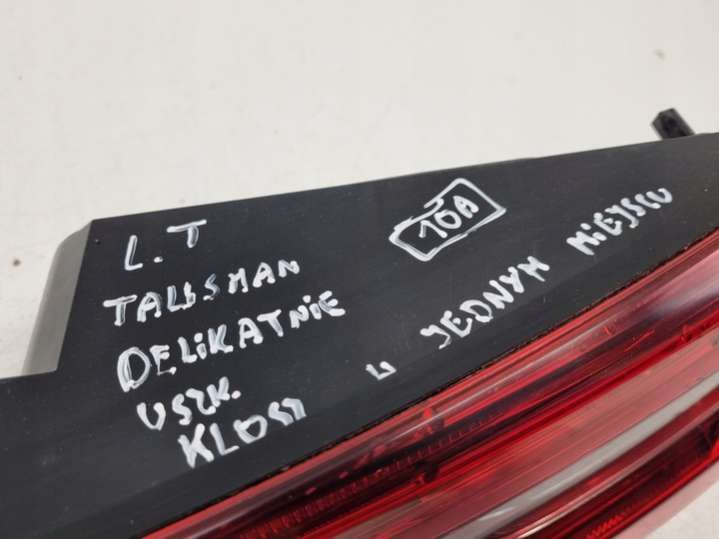 L.T
TALISMAN
DELiKATNiE
USZK.
KLOSZ W JEDNYM MiEJSCU
10A